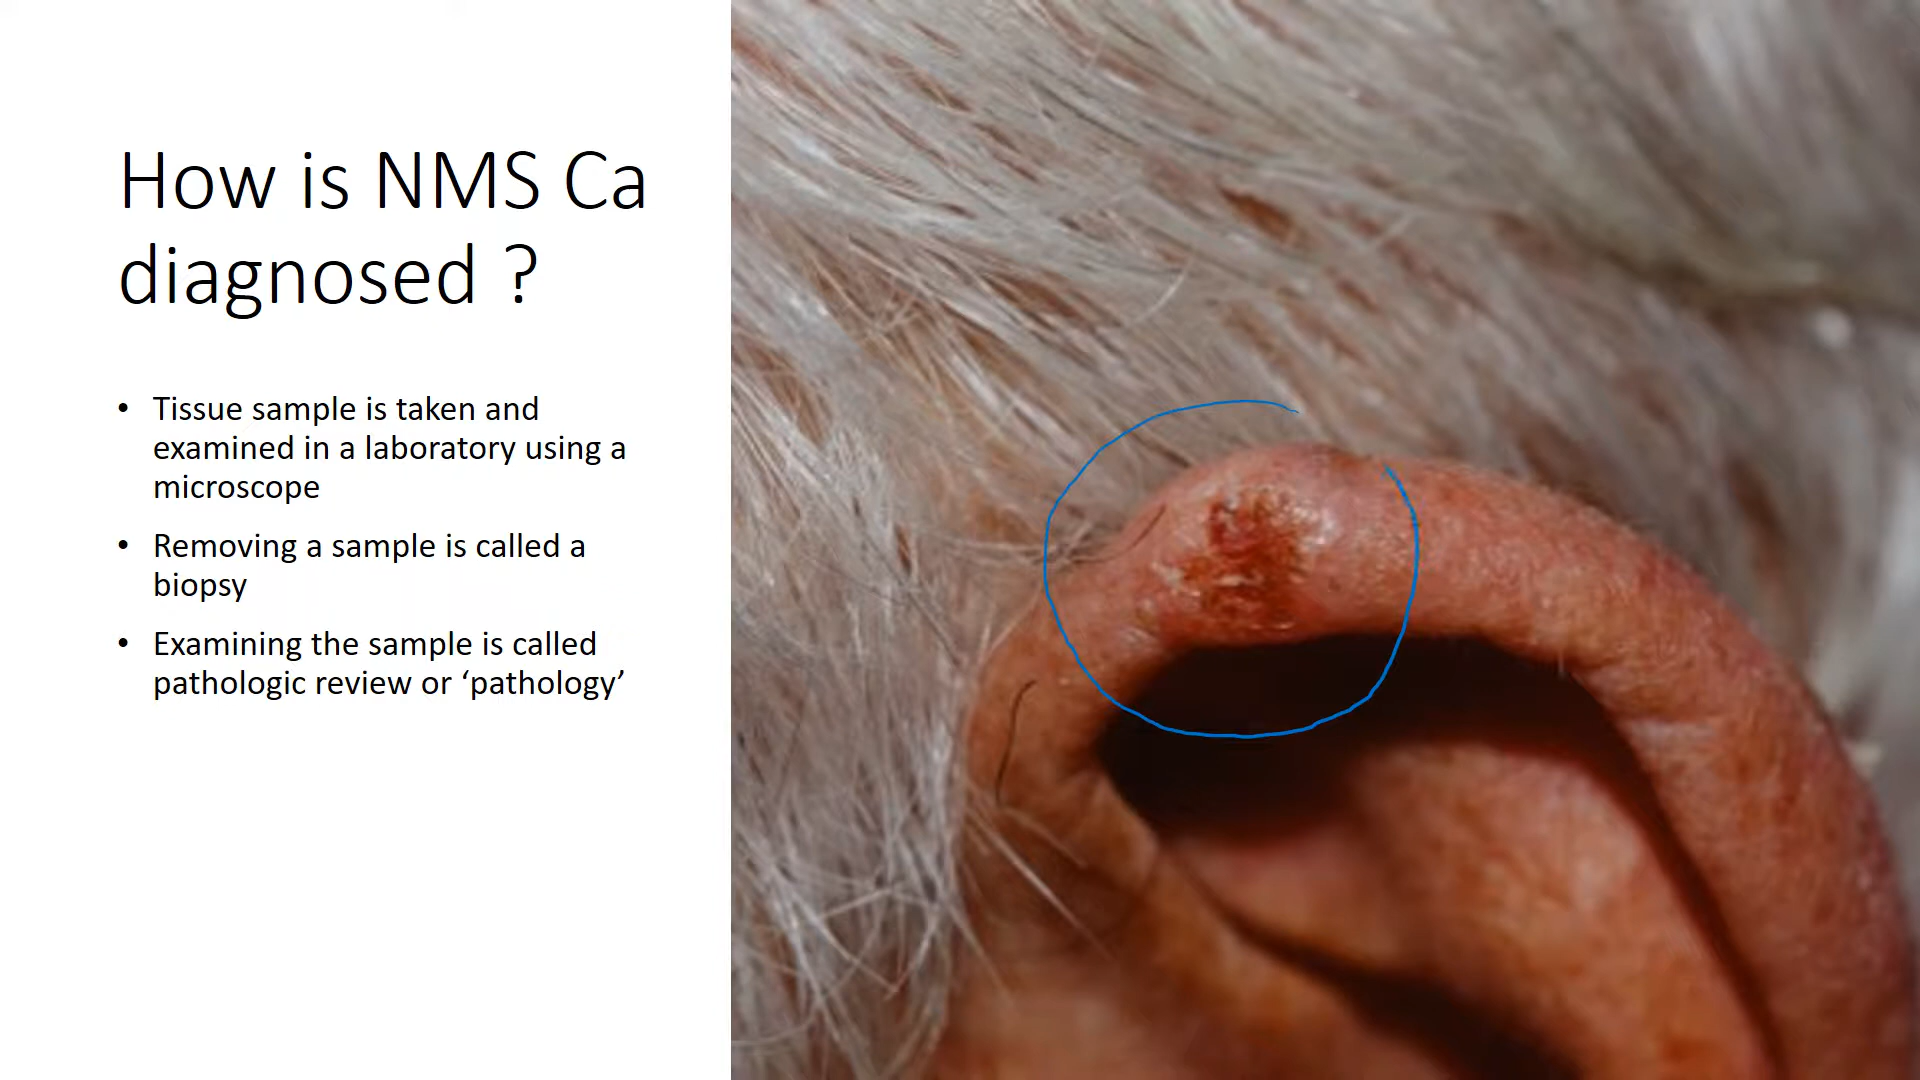 How is NMS Ca
diagnosed ?
• Tissue sample is taken and
examined in a laboratory using a
microscope
• Removing a sample is called a
biopsy
• Examining the sample is called
pathologic review or ‘pathology’